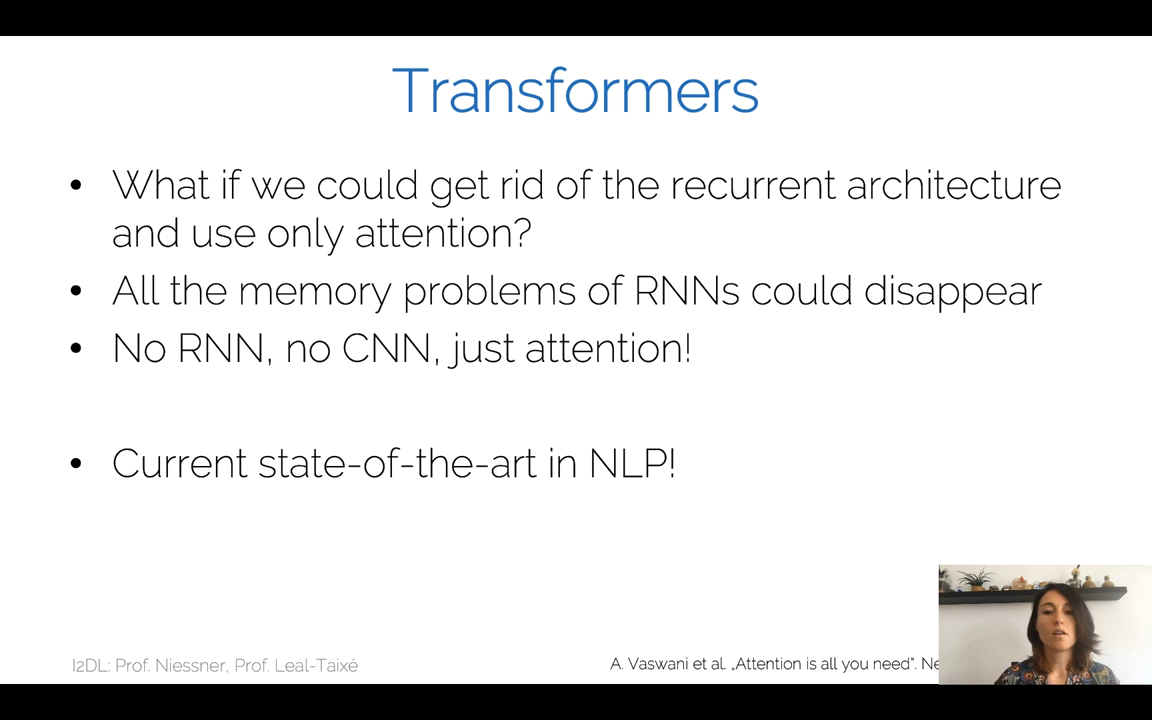 Transformers
• What if we could get rid of the recurrent architecture
and use only attention?
• All the memory problems of RNNs could disappear
• No RNN, no CNN, just attention!
• Current state-of-the-art in NLP!
I2DL: Prof. Niessner, Prof. Leal-Taixé
A. Vaswani et al. „Attention is all you need“.